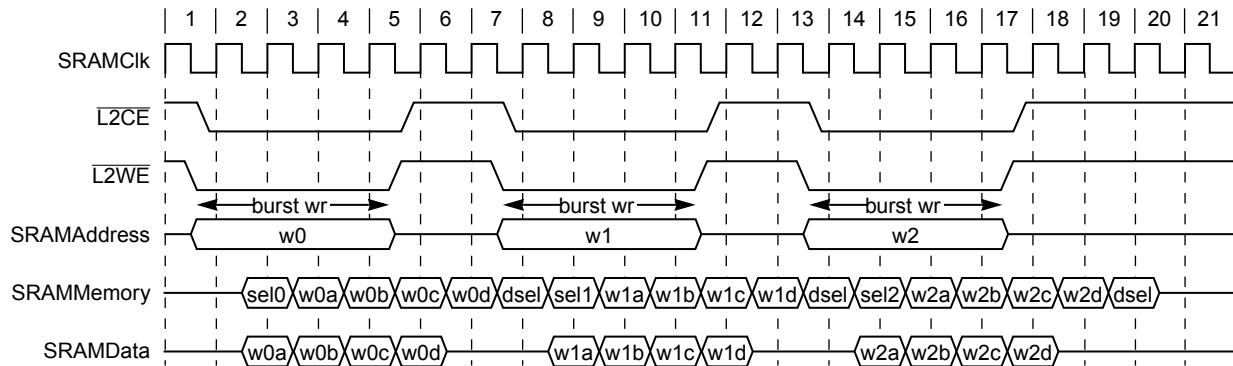 1 2 3 4 5 6 7 8 9 10 11 12 13 14 15 16 17 18 19 20 21
SRAMClk
L2CE
L2WE
burst wr burst wr burst wr
SRAMAddress w0 w1 w2
SRAMMemory sel0 w0a w0b w0c w0d dsel sel1 w1a w1b w1c w1d dsel sel2 w2a w2b w2c w2d dsel
SRAMData w0a w0b w0c w0d w1a w1b w1c w1d w2a w2b w2c w2d